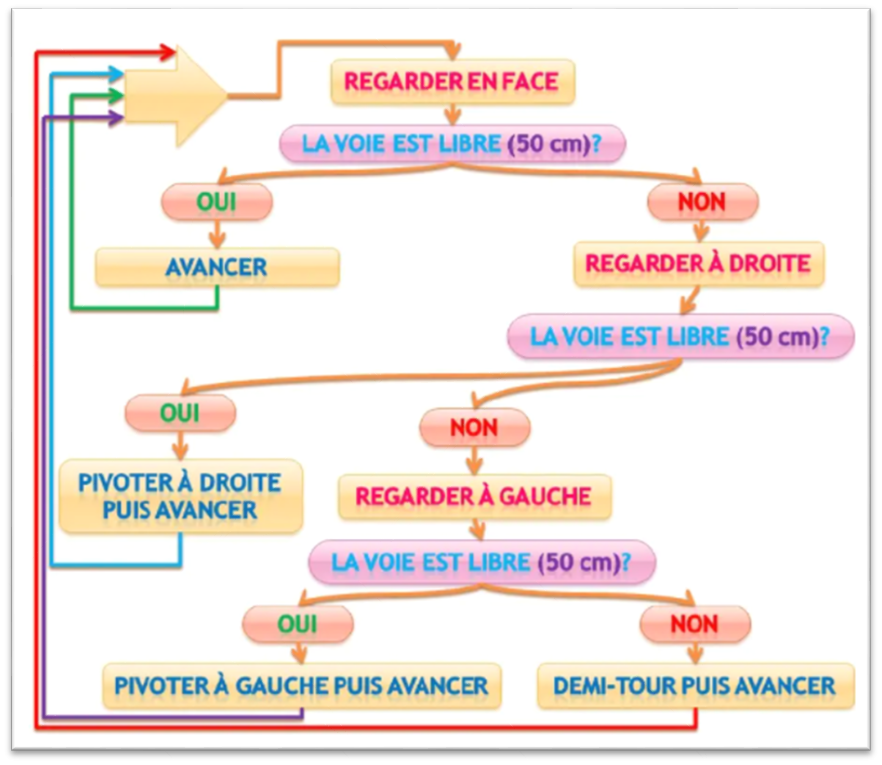 REGARDER EN FACE
LA VOIE EST LIBRE (50 cm)?
OUI
NON
AVANCER
REGARDER À DROITE
LA VOIE EST LIBRE (50 cm)?
OUI
NON
PIVOTER À DROITE
PUIS AVANCER
REGARDER À GAUCHE
LA VOIE EST LIBRE (50 cm)?
OUI
NON
PIVOTER À GAUCHE PUIS AVANCER
DEMI-TOUR PUIS AVANCER